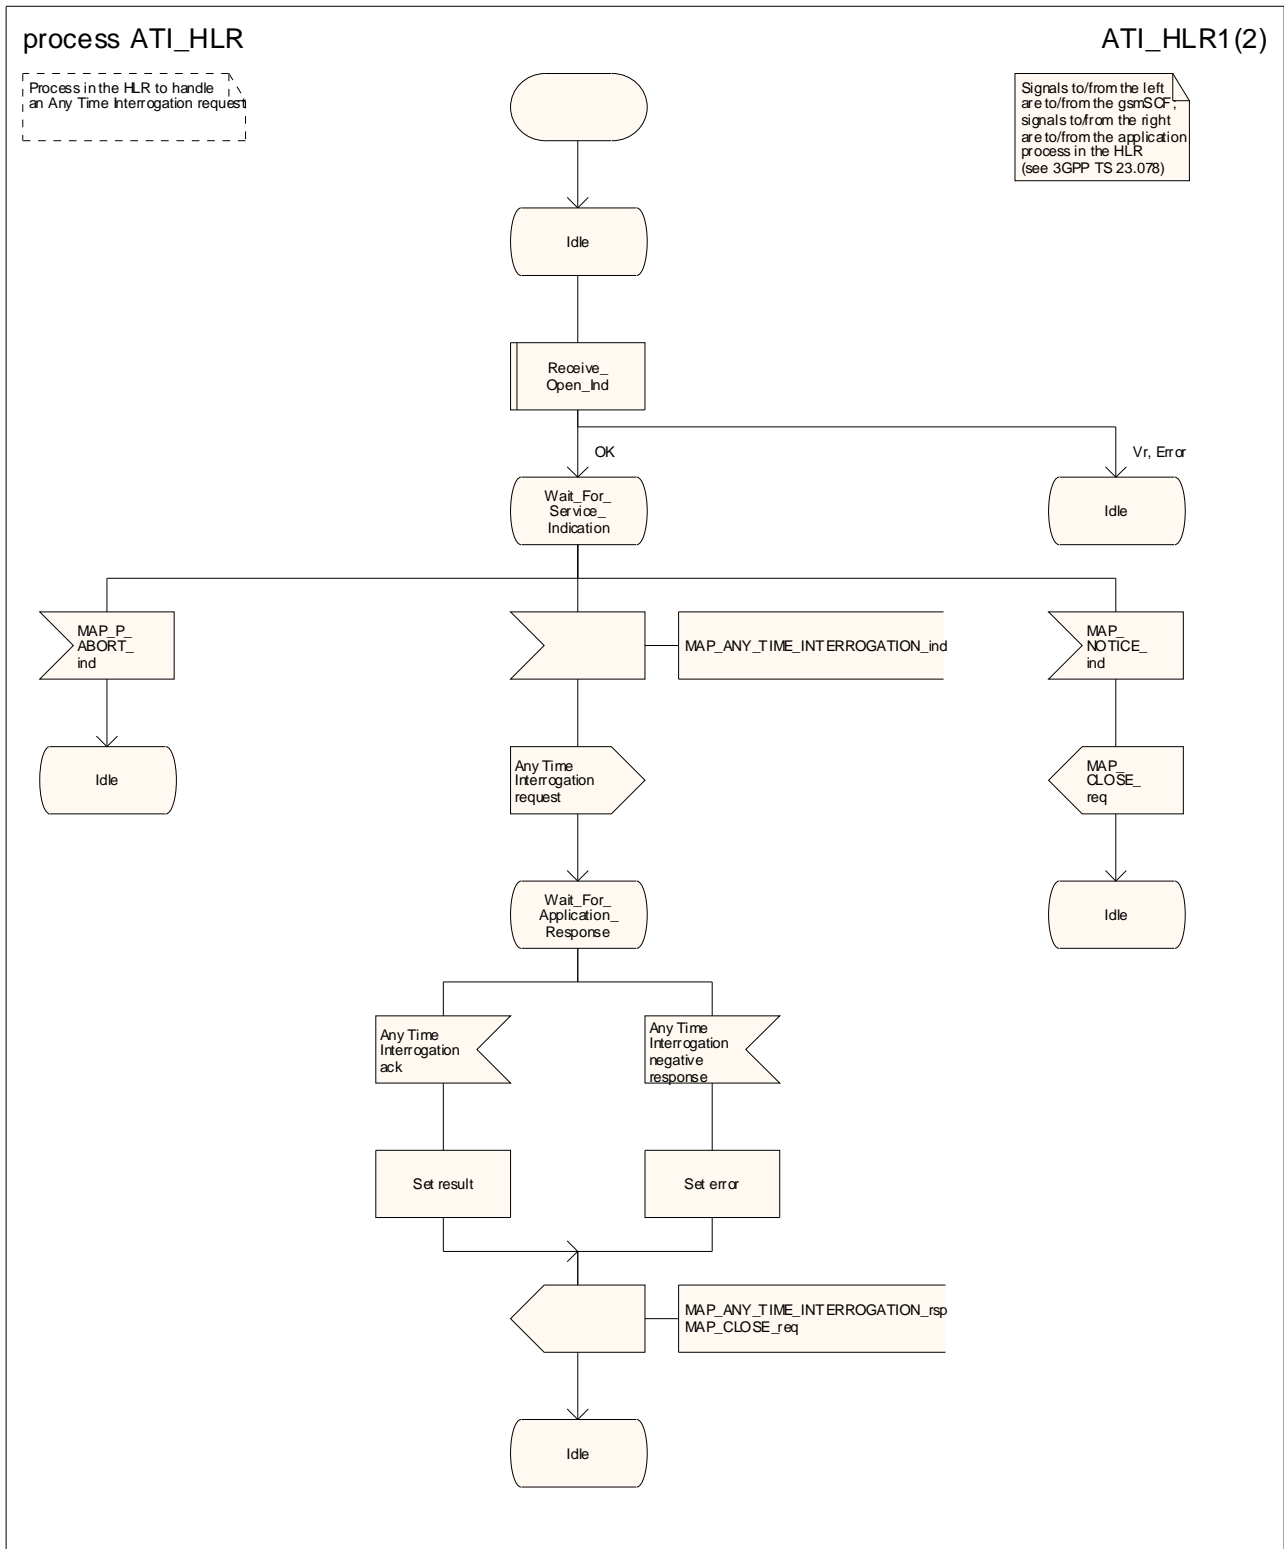 process ATI_HLR
ATI_HLR1(2)
Process in the HLR to handle
an Any Time Interrogation request
Signals to/from the left
are to/from the gsmSCF;
signals to/from the right
are to/from the application
process in the HLR
(see 3GPP TS 23.078)
Idle
Receive_
Open_Ind
OK
Vr, Error
Wait_For_
Service_
Indication
Idle
MAP_P_
ABORT_
ind
MAP_ANY_TIME_INTERROGATION_ind
MAP_
NOTICE_
ind
Idle
Any Time
Interrogation
request
MAP_
CLOSE_
req
Wait_For_
Application_
Response
Idle
Any Time
Interrogation
ack
Any Time
Interrogation
negative
response
Set result
Set error
MAP_ANY_TIME_INTERROGATION_rsp
MAP_CLOSE_req
Idle